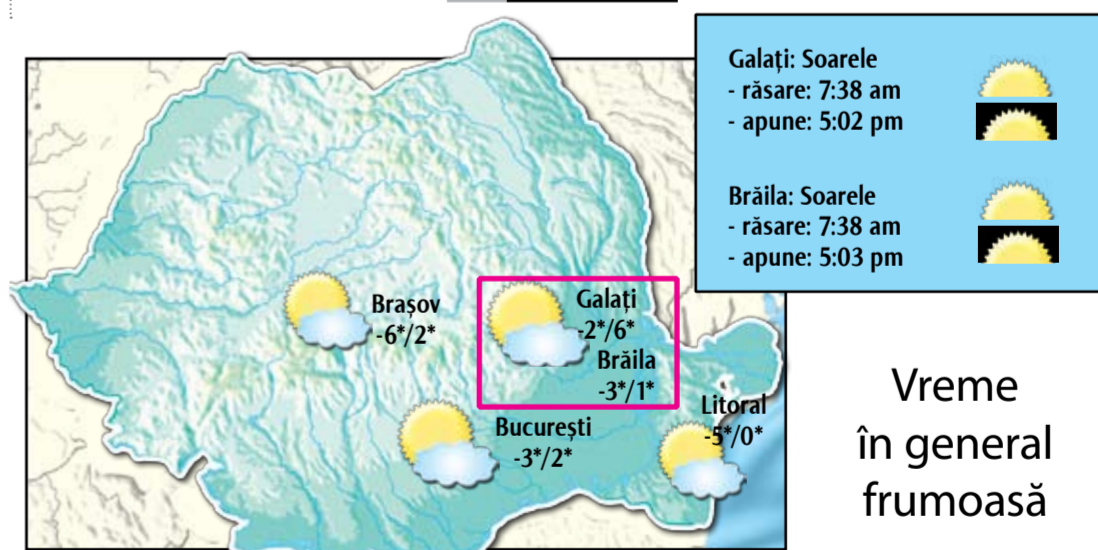 Galați: Soarele
- răsare: 7:38 am
- apune: 5:02 pm
Brăila: Soarele
- răsare: 7:38 am
- apune: 5:03 pm
Brașov
-6*/2*
Galați
-2*/6*
Brăila
-3*/1*
Litoral
-5*/0*
București
-3*/2*
Vreme
în general
frumoasă